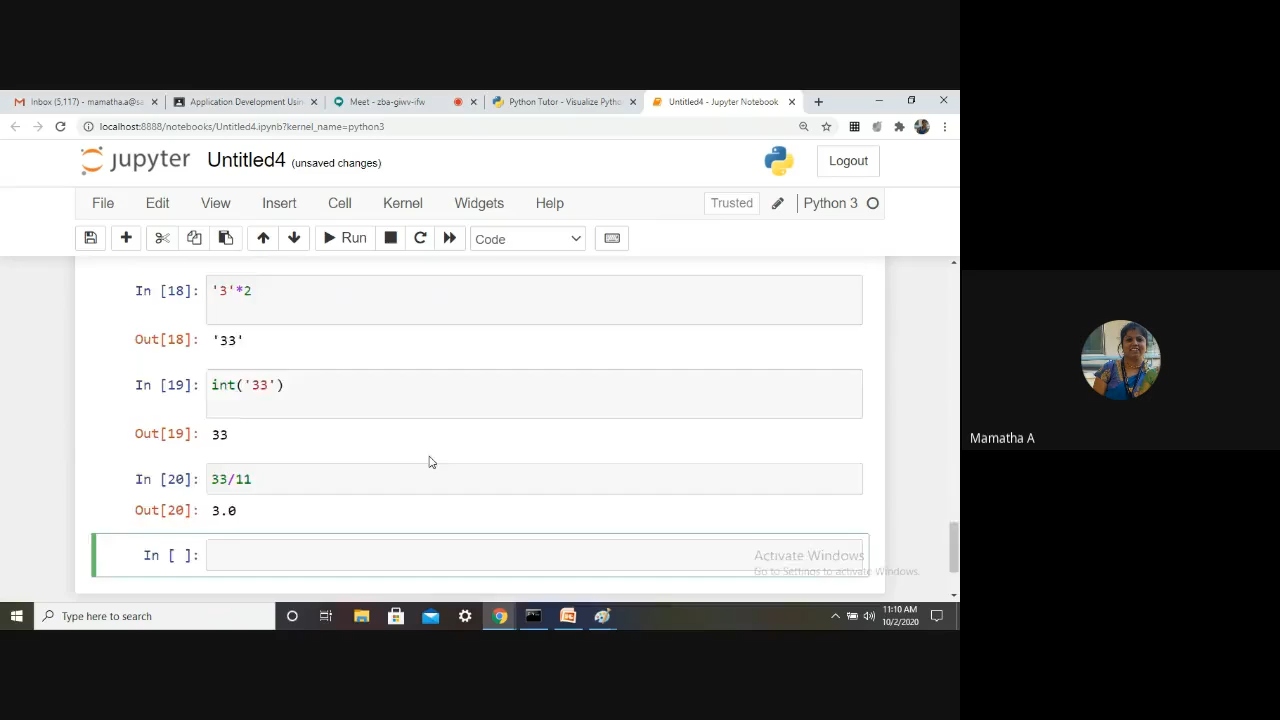 Inbox (5,117) - mamatha.a@sa
Application Development Usin
Meet - zba-giwv-ifw
Python Tutor - Visualize Pytho
Untitled4 - Jupyter Notebook
localhost:8888/notebooks/Untitled4.ipynb?kernel_name=python3
jupyter Untitled4 (unsaved changes)
Logout
File Edit View Insert Cell Kernel Widgets Help
Trusted
Python 3
Run
Code
In [18]: '3'*2
Out[18]: '33'
In [19]: int('33')
Out[19]: 33
In [20]: 33/11
Out[20]: 3.0
In [ ]:
Activate Windows
Go to Settings to activate Windows.
Mamatha A
Type here to search
11:10 AM
10/2/2020